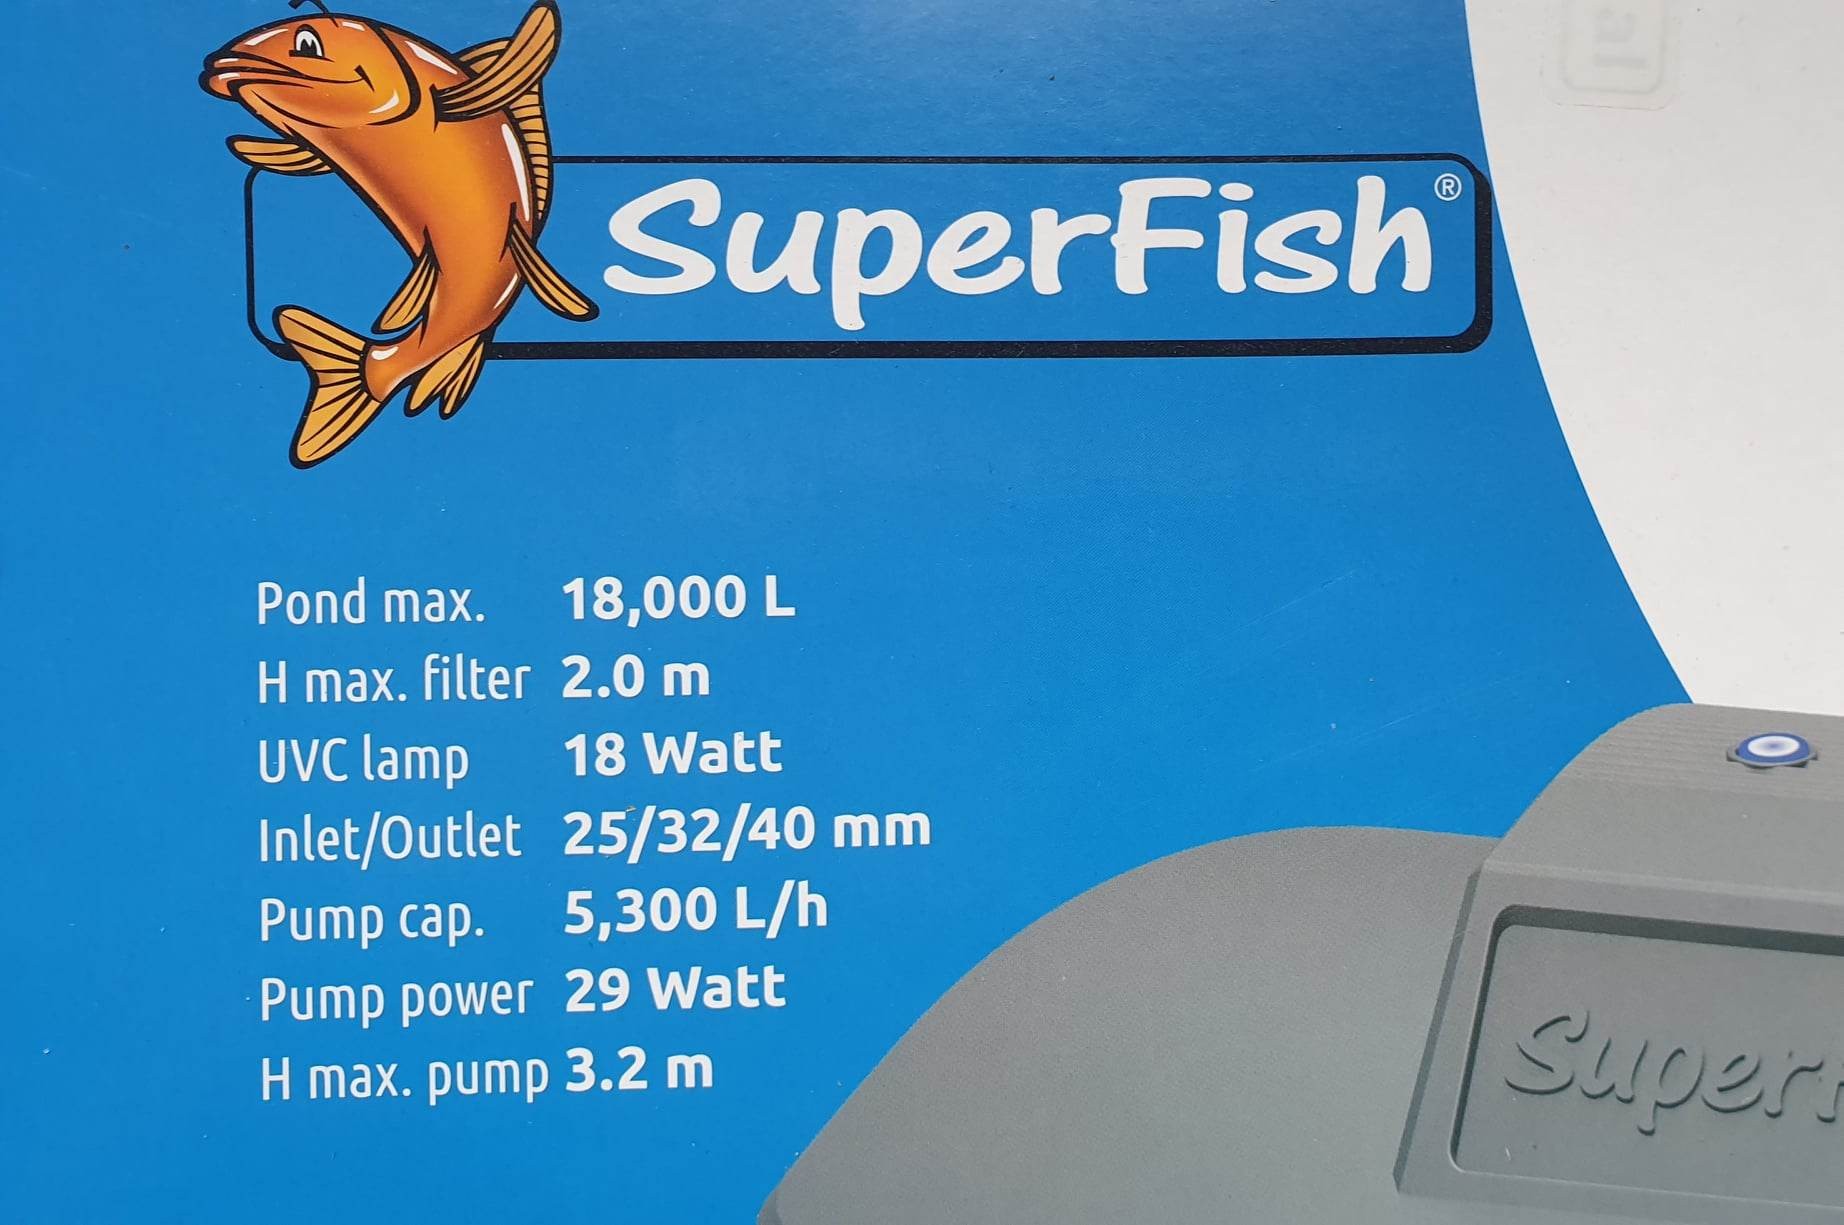 SuperFish®
Pond max. 18,000 L
H max. filter 2.0 m
UVC lamp 18 Watt
Inlet/Outlet 25/32/40 mm
Pump cap. 5,300 L/h
Pump power 29 Watt
H max. pump 3.2 m
Super